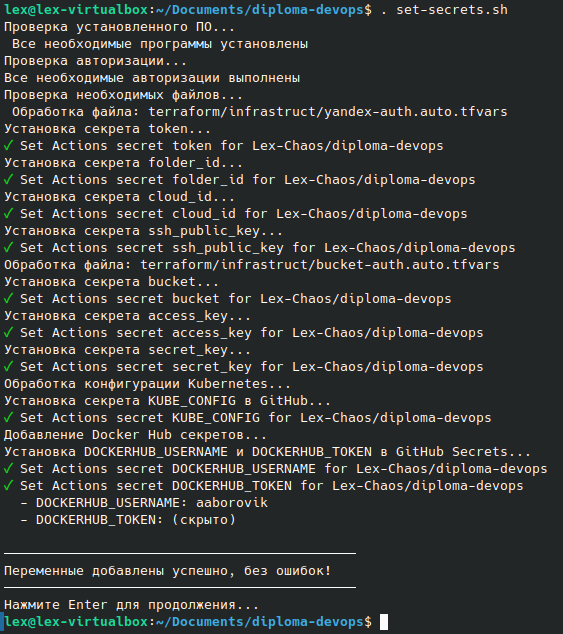 lex@lex-virtualbox:~/Documents/diploma-devops$ . set-secrets.sh
Проверка установленного ПО...
Все необходимые программы установлены
Проверка авторизации...
Все необходимые авторизации выполнены
Проверка необходимых файлов...
Обработка файла: terraform/infrastruct/yandex-auth.auto.tfvars
Установка секрета token...
✓ Set Actions secret token for Lex-Chaos/diploma-devops
Установка секрета folder_id...
✓ Set Actions secret folder_id for Lex-Chaos/diploma-devops
Установка секрета cloud_id...
✓ Set Actions secret cloud_id for Lex-Chaos/diploma-devops
Установка секрета ssh_public_key...
✓ Set Actions secret ssh_public_key for Lex-Chaos/diploma-devops
Обработка файла: terraform/infrastruct/bucket-auth.auto.tfvars
Установка секрета bucket...
✓ Set Actions secret bucket for Lex-Chaos/diploma-devops
Установка секрета access_key...
✓ Set Actions secret access_key for Lex-Chaos/diploma-devops
Установка секрета secret_key...
✓ Set Actions secret secret_key for Lex-Chaos/diploma-devops
Обработка конфигурации Kubernetes...
Установка секрета KUBE_CONFIG в GitHub...
✓ Set Actions secret KUBE_CONFIG for Lex-Chaos/diploma-devops
Добавление Docker Hub секретов...
Установка DOCKERHUB_USERNAME и DOCKERHUB_TOKEN в GitHub Secrets...
✓ Set Actions secret DOCKERHUB_USERNAME for Lex-Chaos/diploma-devops
✓ Set Actions secret DOCKERHUB_TOKEN for Lex-Chaos/diploma-devops
– DOCKERHUB_USERNAME: aaborovik
– DOCKERHUB_TOKEN: (скрыто)
Переменные добавлены успешно, без ошибок!
Нажмите Enter для продолжения...
lex@lex-virtualbox:~/Documents/diploma-devops$